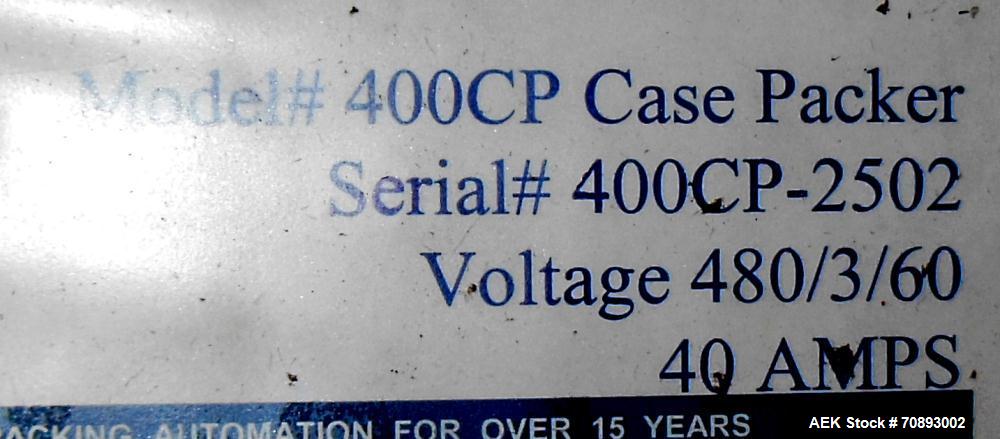 Model# 400CP Case Packer
Serial# 400CP-2502
Voltage 480/3/60
40 AMPS
AUTOMATION FOR OVER 15 YEARS
AEK Stock # 70893002